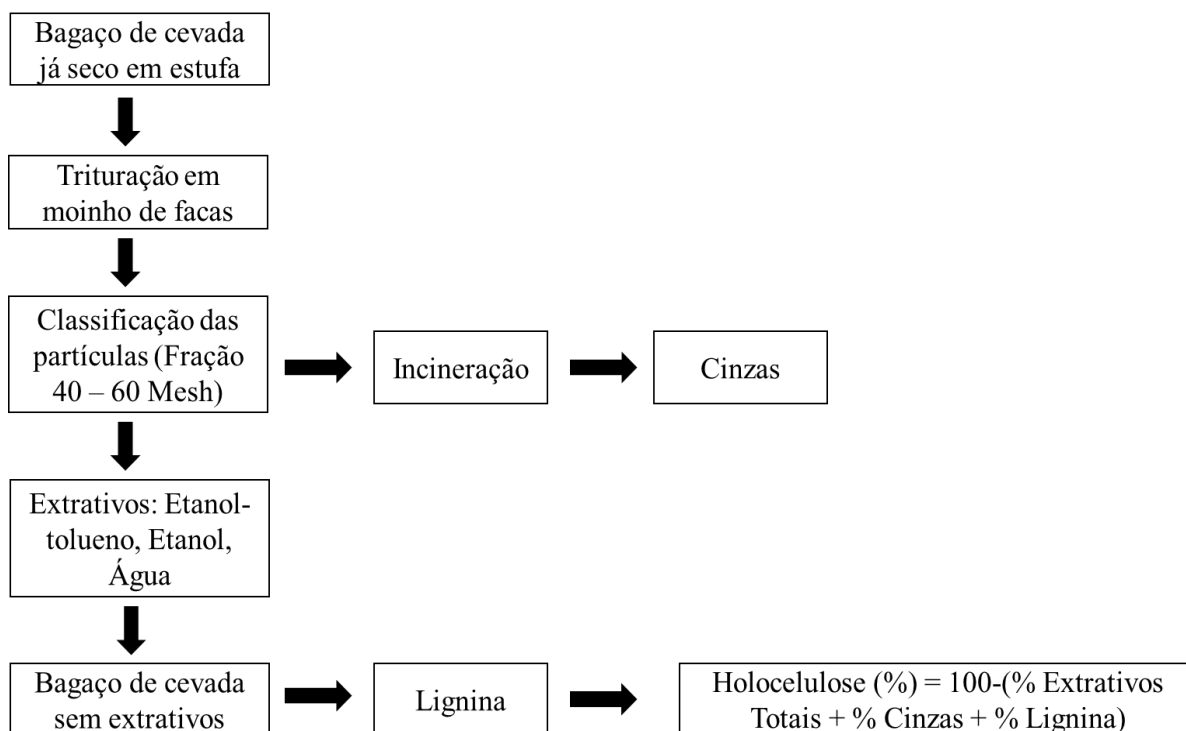 Bagaço de cevada
já seco em estufa
Trituração em
moinho de facas
Classificação das
partículas (Fração
40 – 60 Mesh)
Incineração
Cinzas
Extrativos: Etanol-
tolueno, Etanol,
Água
Bagaço de cevada
sem extrativos
Lignina
Holocelulose (%) = 100-(% Extrativos
Totais + % Cinzas + % Lignina)